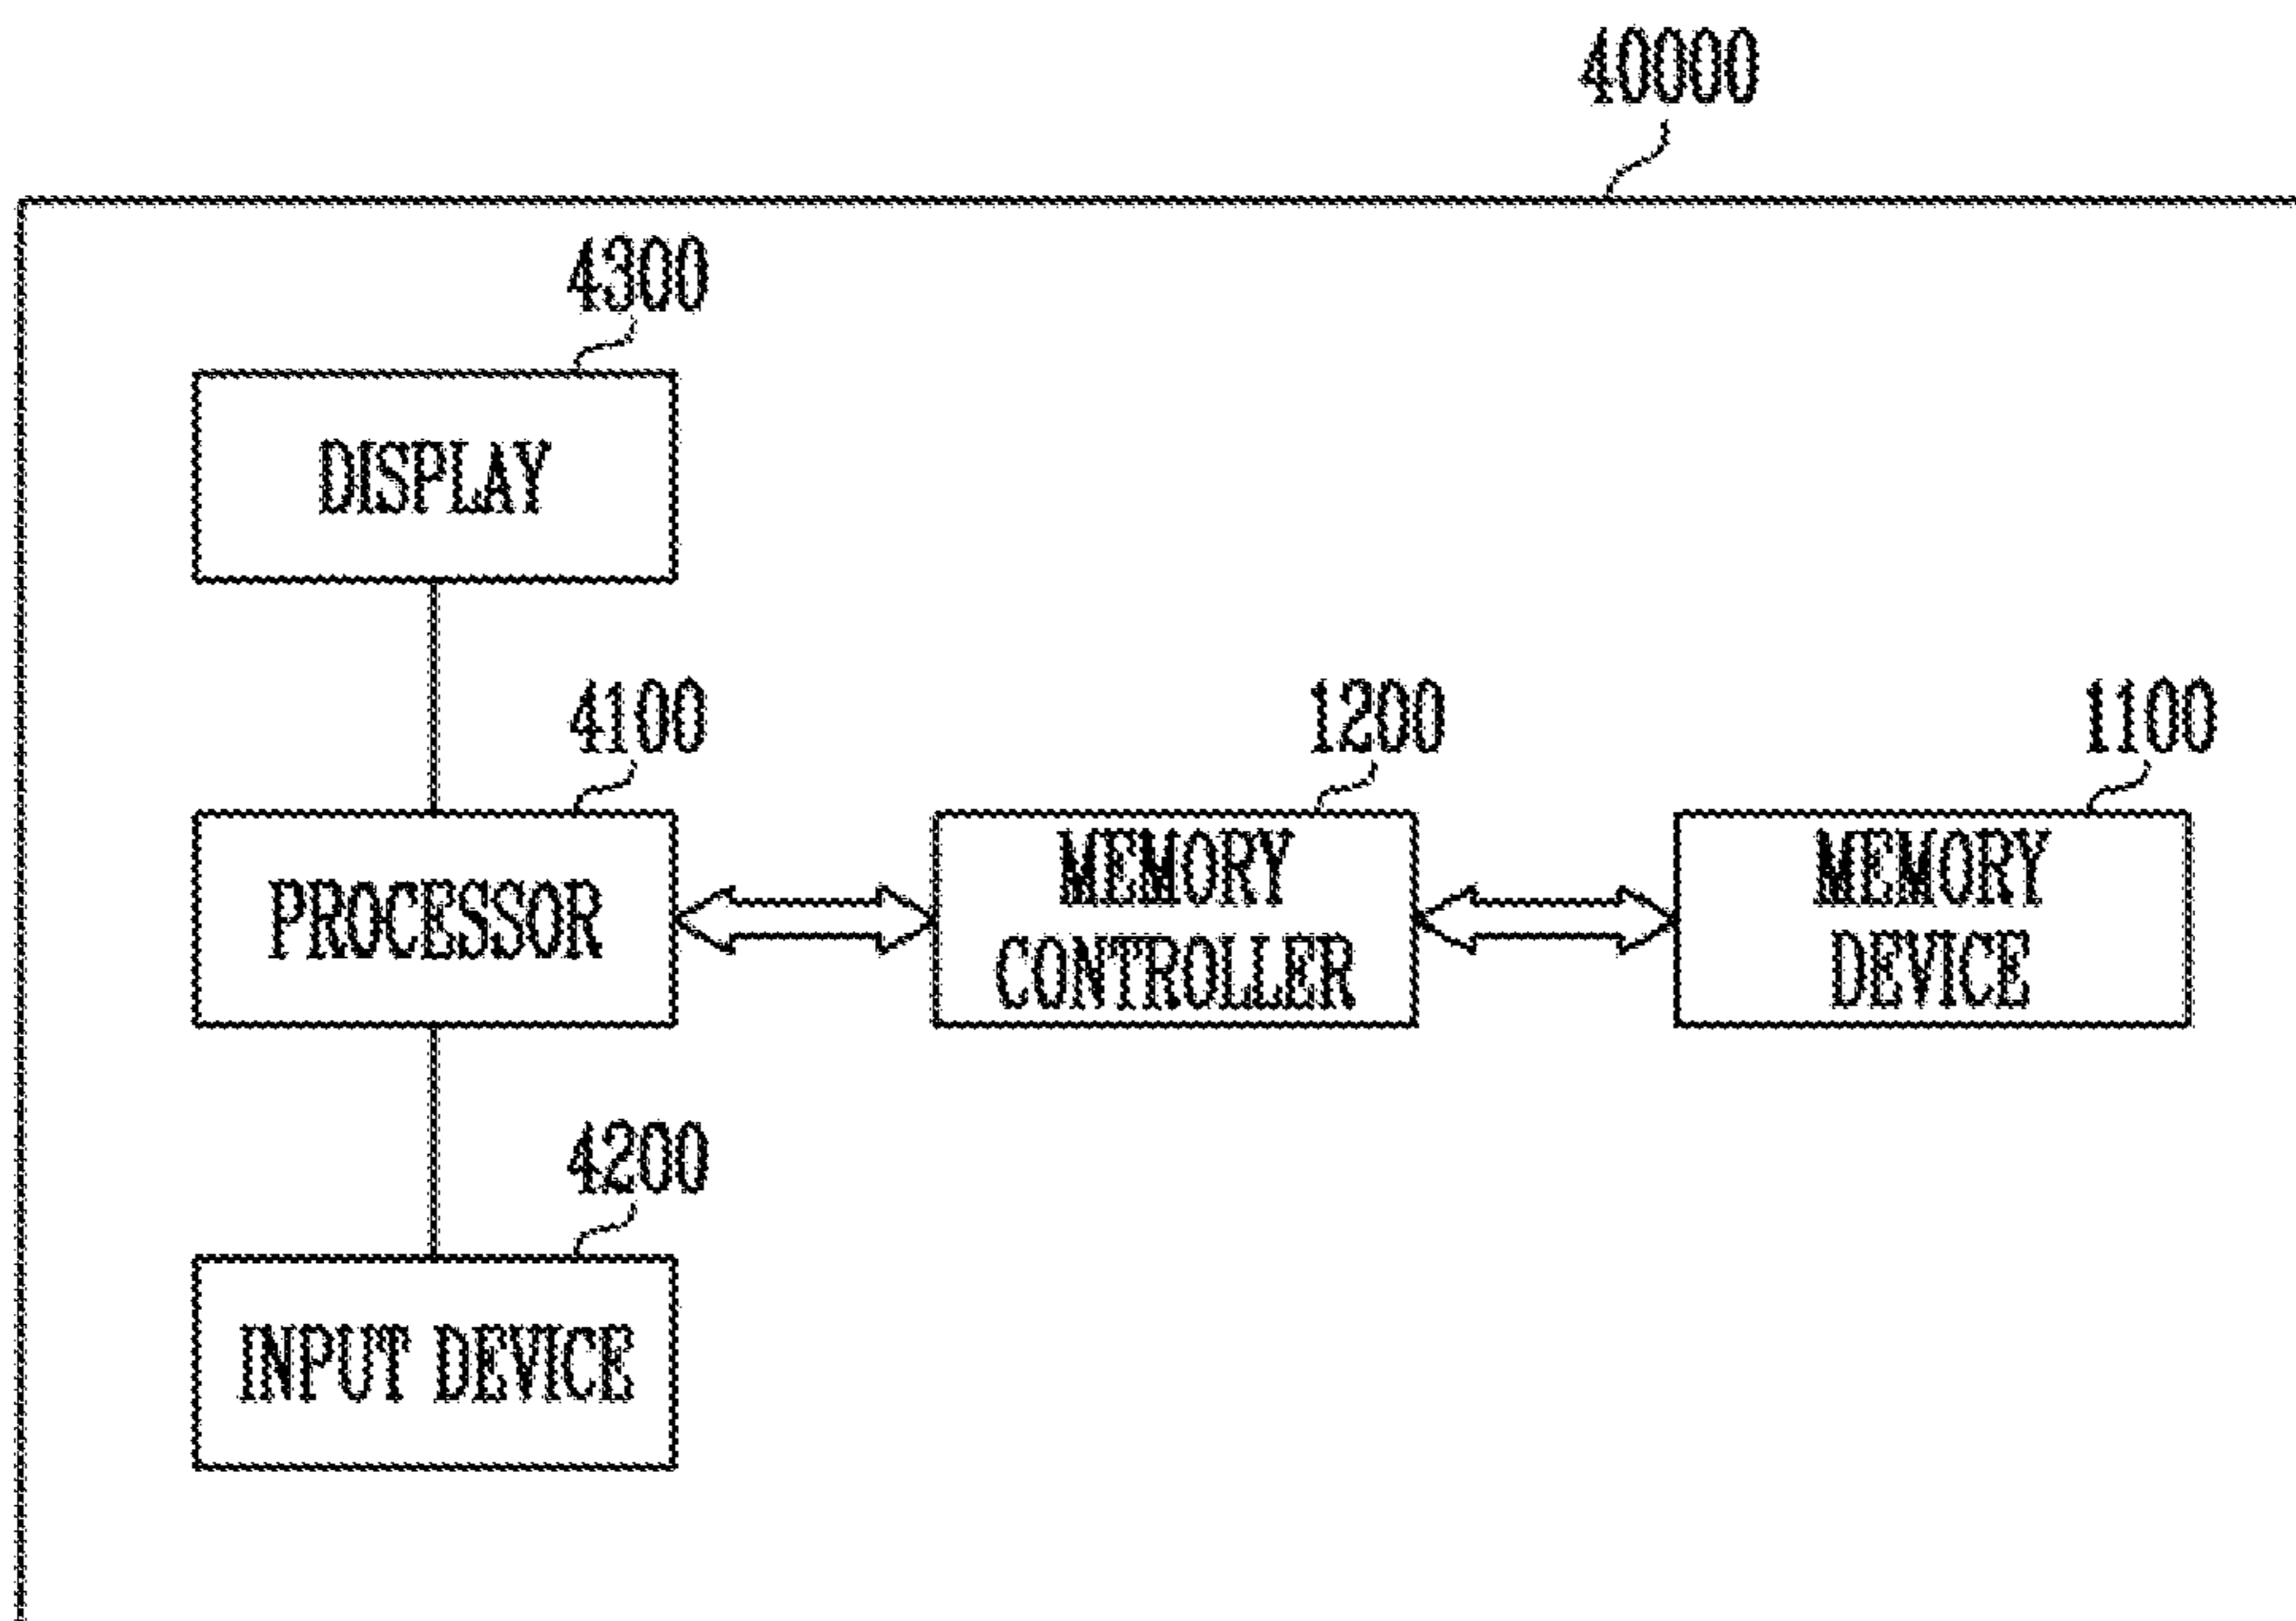 40000
4300
DISPLAY
4100
PROCESSOR
1200
MEMORY
CONTROLLER
1100
MEMORY
DEVICE
4200
INPUT DEVICE